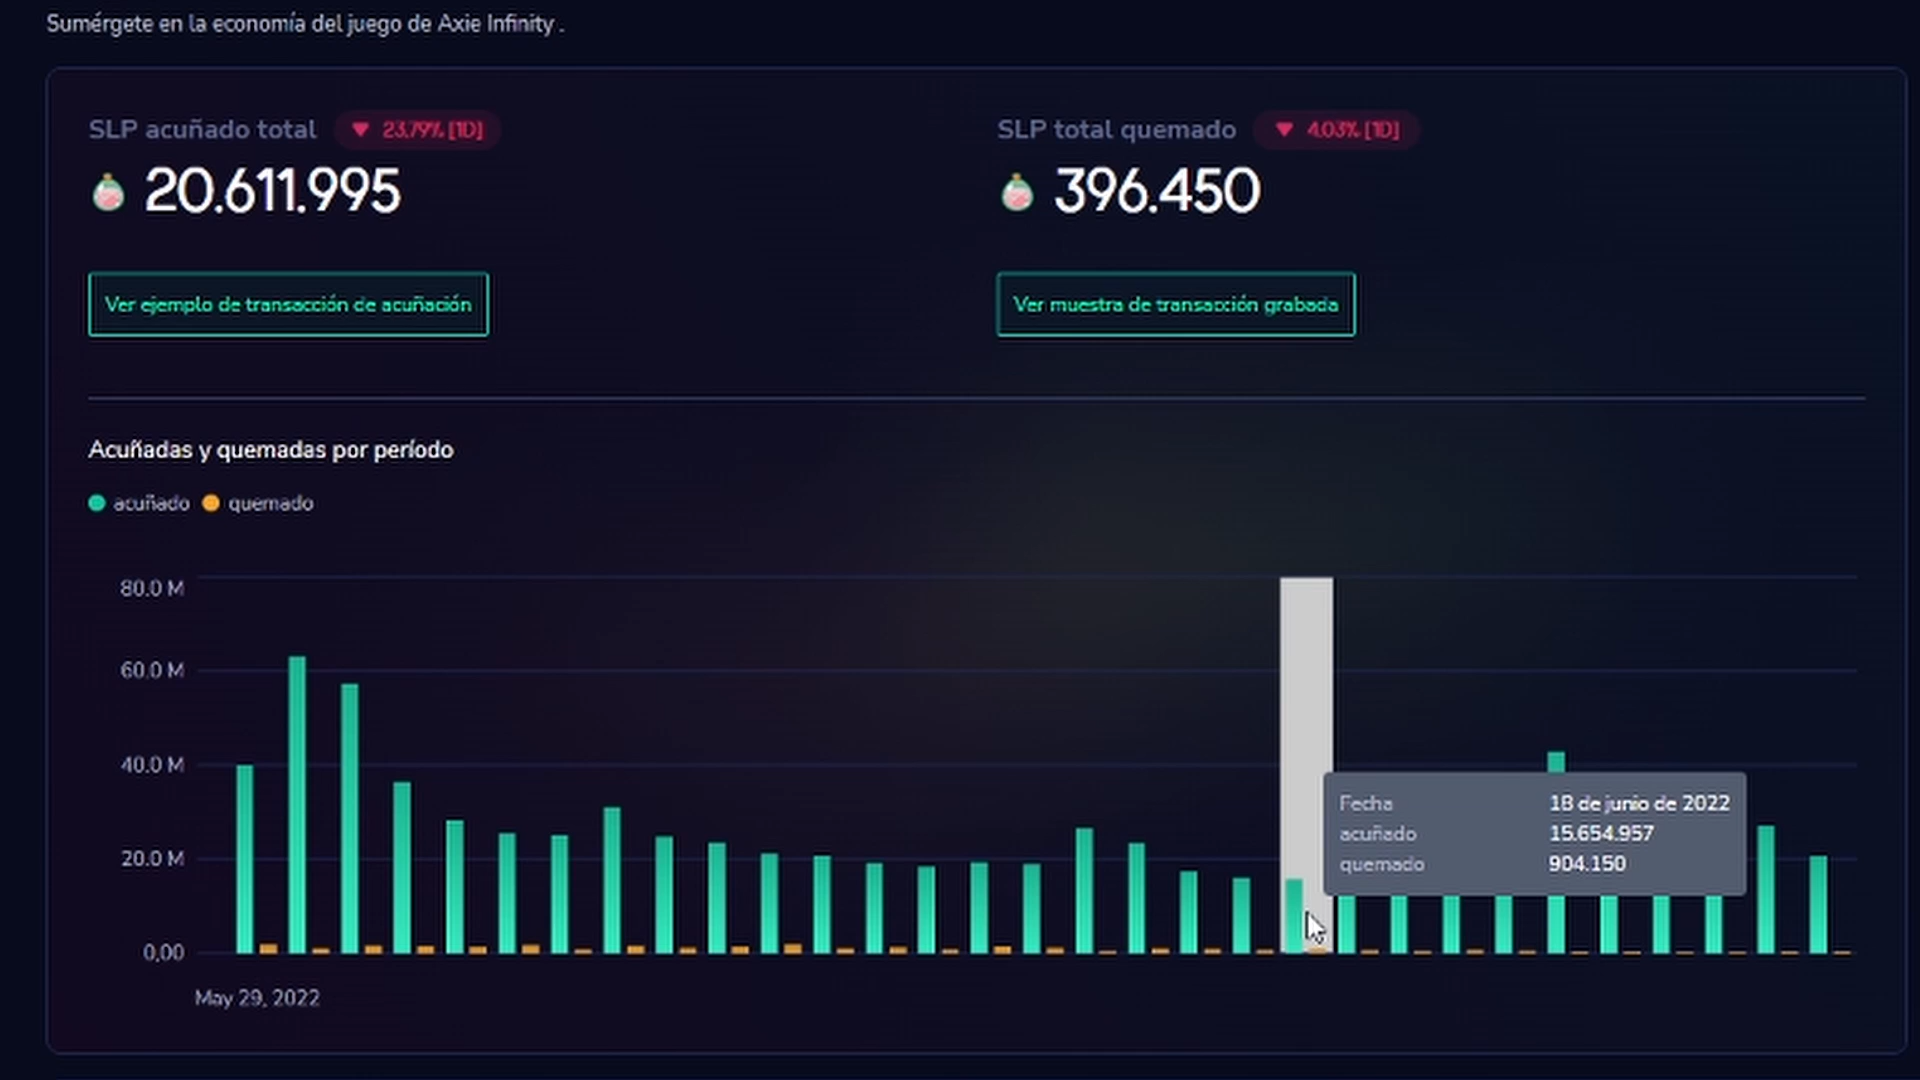 Sumérgete en la economía del juego de Axie Infinity .
SLP acuñado total ▼ 23.79% [1D]
20.611.995
Ver ejemplo de transacción de acuñación
SLP total quemado ▼ 4.03% [1D]
396.450
Ver muestra de transacción grabada
Acuñadas y quemadas por período
acuñado quemado
80.0 M
60.0 M
40.0 M
20.0 M
0,00
May 29, 2022
Fecha 18 de junio de 2022
acuñado 15.654.957
quemado 904.150